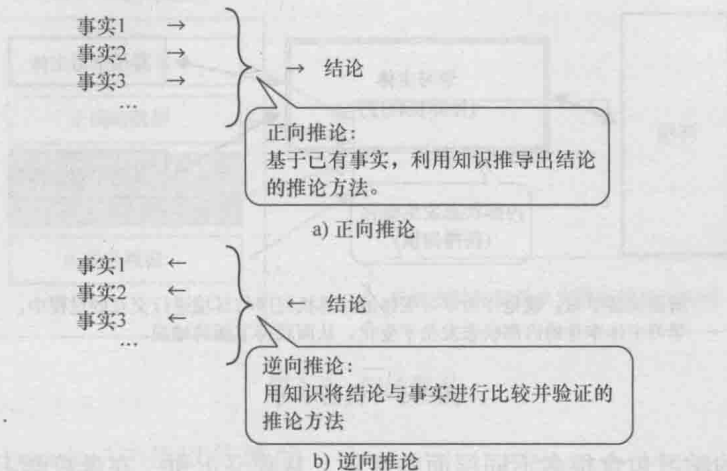 事实1 →
事实2 →
事实3 →
…
→ 结论
正向推论:
基于已有事实，利用知识推导出结论
的推论方法。
a) 正向推论
事实1 ←
事实2 ←
事实3 ←
…
← 结论
逆向推论:
用知识将结论与事实进行比较并验证的
推论方法
b) 逆向推论